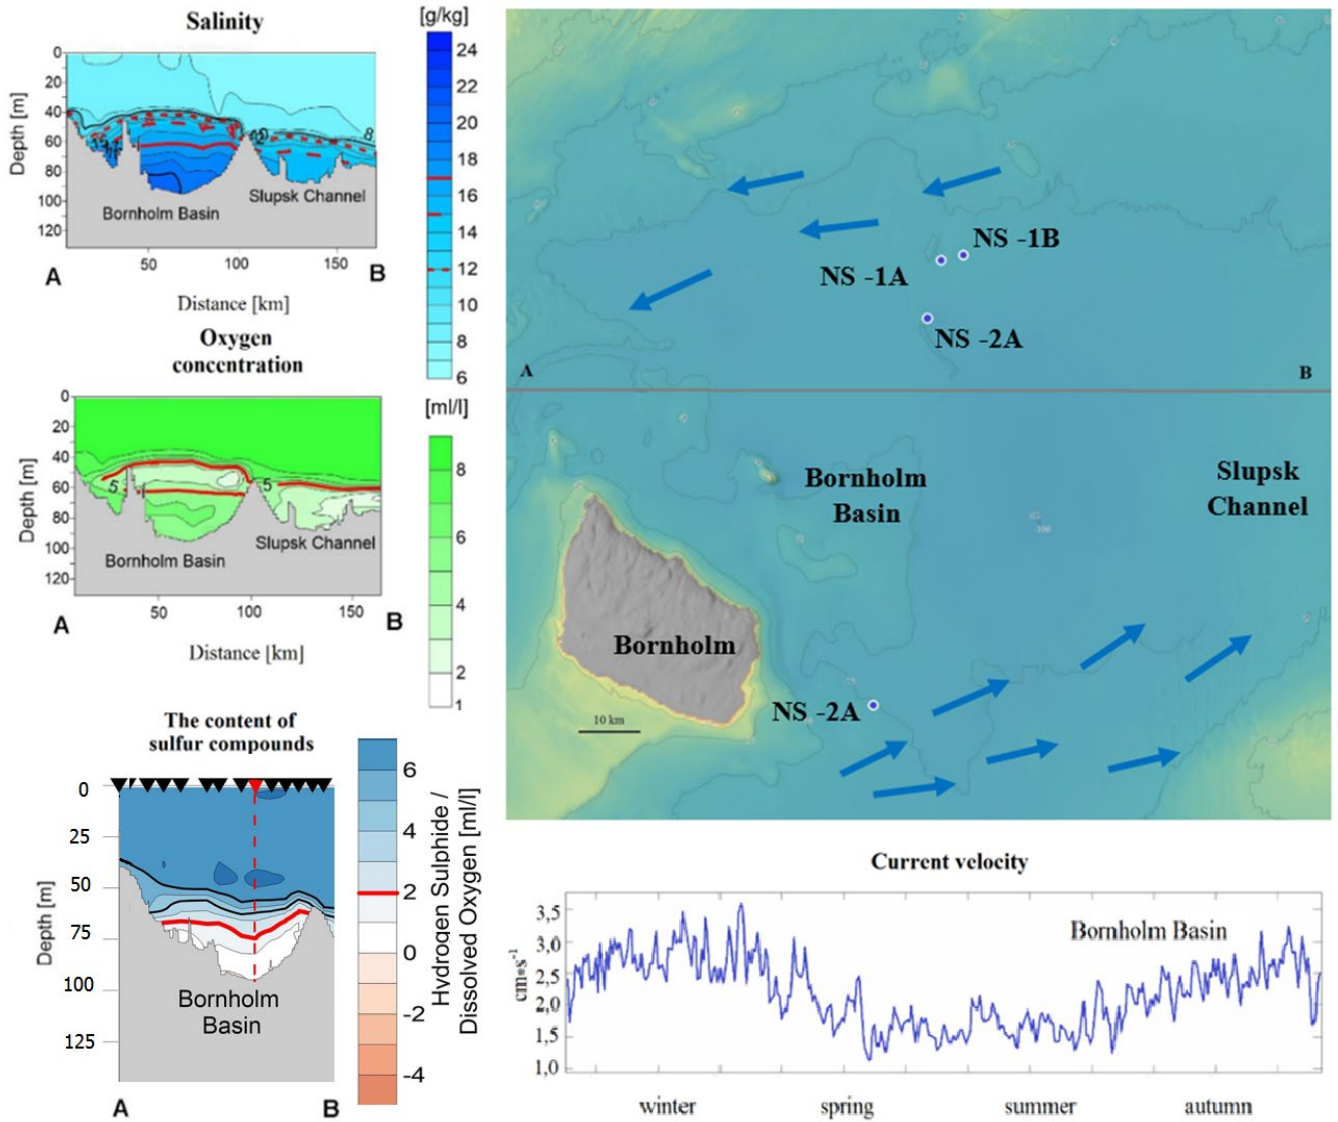 Salinity
[g/kg]
0
20
40
60
80
100
120
Depth [m]
8
Bornholm Basin
Slupsk Channel
50
100
150
A
B
Distance [km]
24
22
20
18
16
14
12
10
8
6
Oxygen
concentration
[ml/l]
0
20
40
60
80
100
120
Depth [m]
5
5
Bornholm Basin
Slupsk Channel
50
100
150
A
B
Distance [km]
8
6
4
2
1
The content of
sulfur compounds
0
25
50
75
100
125
Depth [m]
Bornholm
Basin
A
B
6
4
2
0
-2
-4
Hydrogen Sulphide /
Dissolved Oxygen [ml/l]
NS -1B
NS -1A
NS -2A
A
B
Bornholm
Basin
Slupsk
Channel
Bornholm
10 km
NS -2A
Current velocity
3,5
3,0
2,5
2,0
1,5
1,0
cm*s-1
Bornholm Basin
winter
spring
summer
autumn